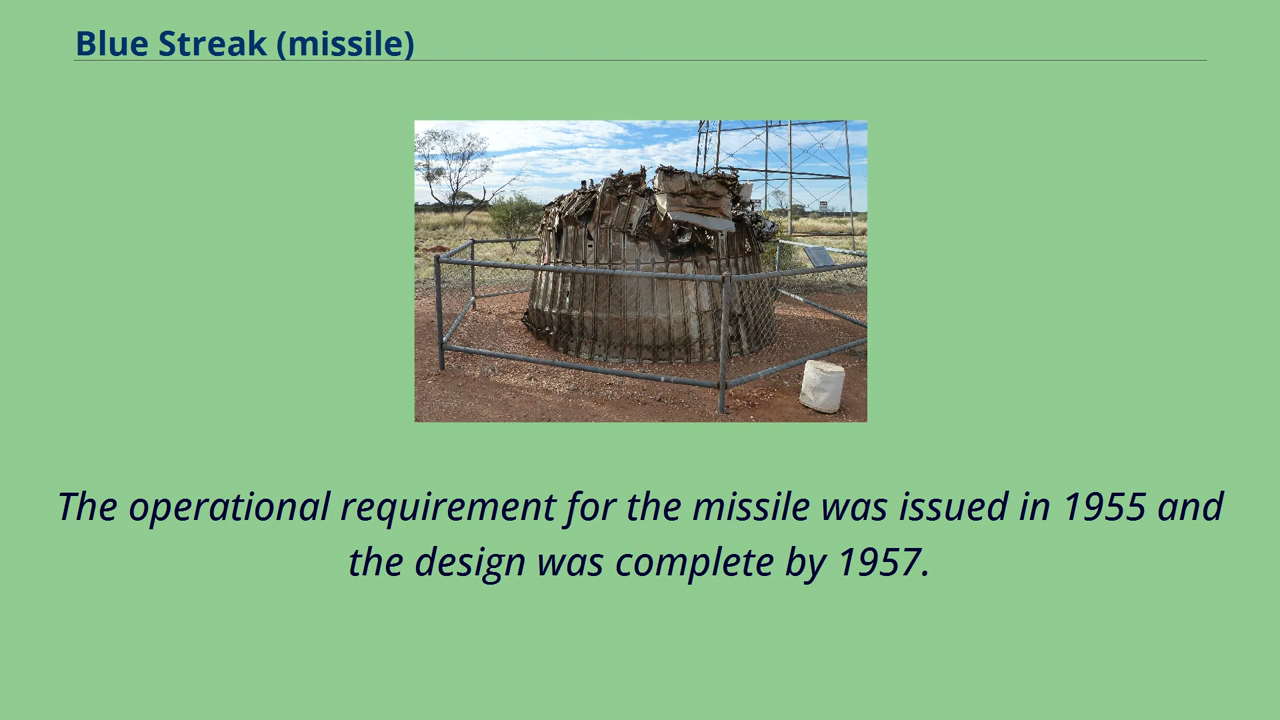 Blue Streak (missile)
The operational requirement for the missile was issued in 1955 and
the design was complete by 1957.